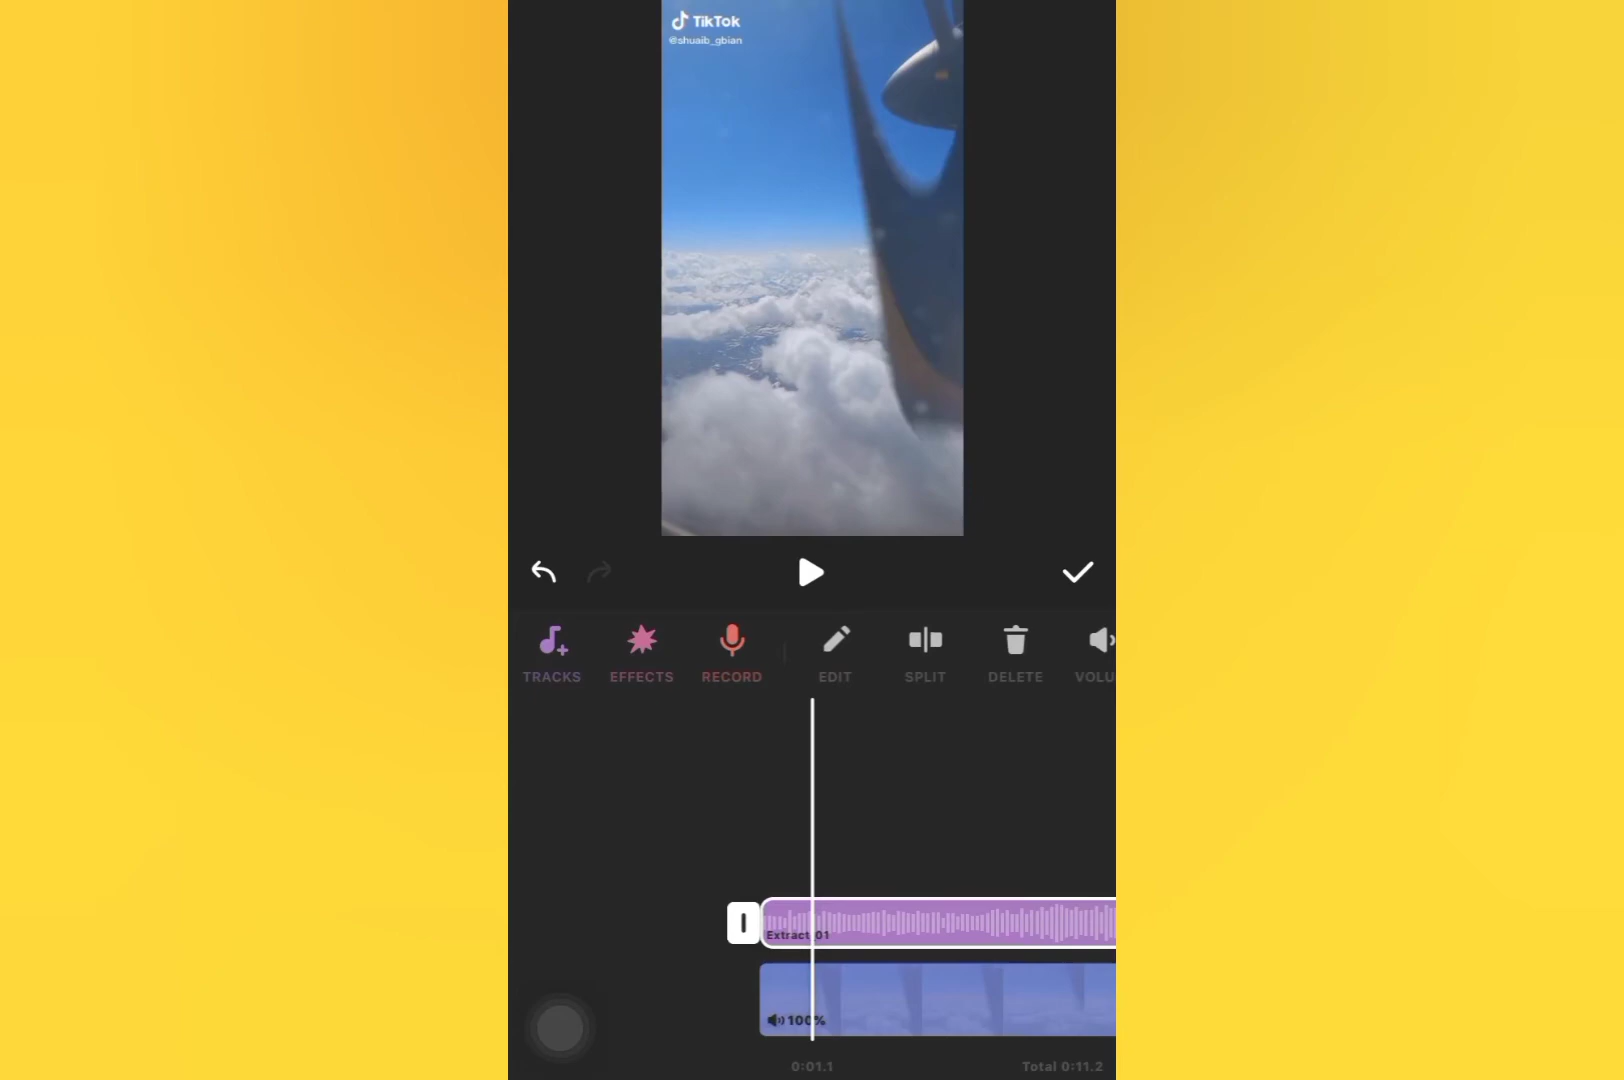 TikTok
@shuaib_gbian
TRACKS
EFFECTS
RECORD
EDIT
SPLIT
DELETE
VOLU
Extract 01
100%
0:01.1
Total 0:11.2